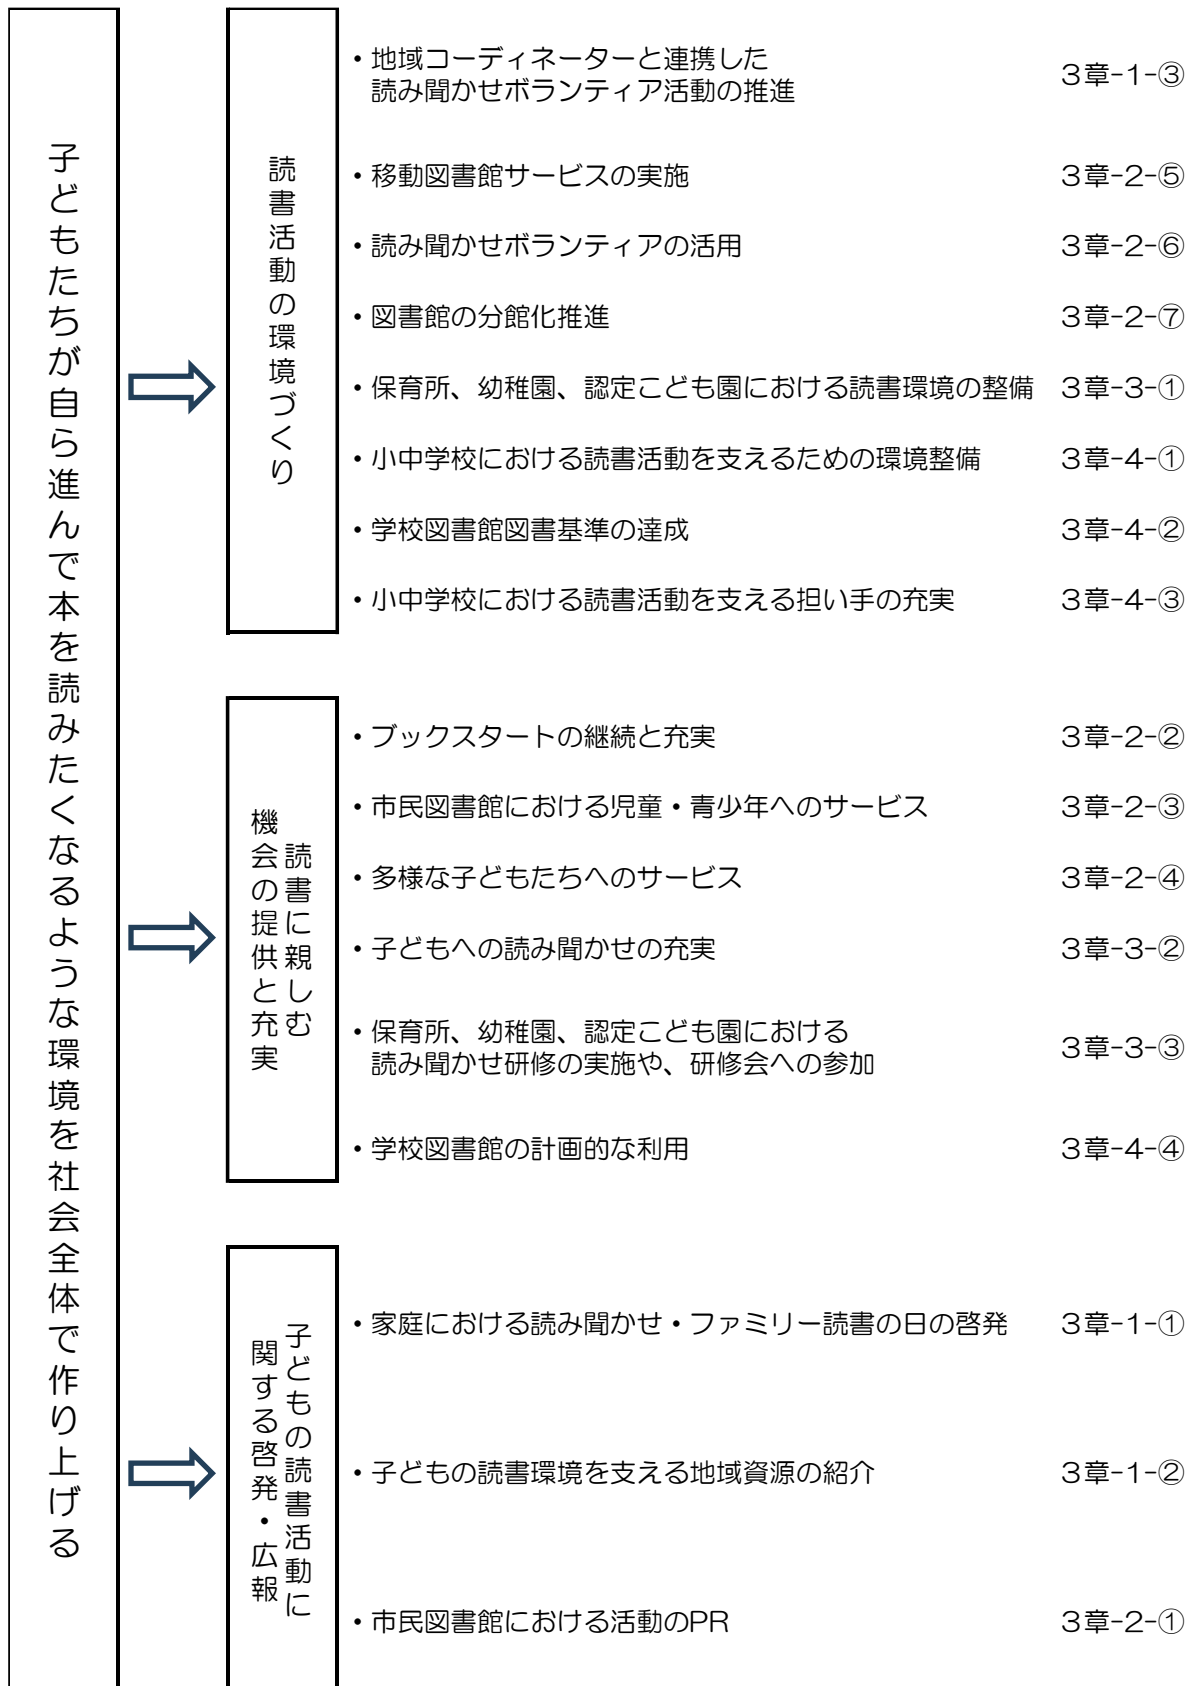 子どもたちが自ら進んで本を読みたくなるような環境を社会全体で作り上げる
読書活動の環境づくり
・地域コーディネーターと連携した
読み聞かせボランティア活動の推進 3章-1-③
・移動図書館サービスの実施 3章-2-⑤
・読み聞かせボランティアの活用 3章-2-⑥
・図書館の分館化推進 3章-2-⑦
・保育所、幼稚園、認定こども園における読書環境の整備 3章-3-①
・小中学校における読書活動を支えるための環境整備 3章-4-①
・学校図書館図書基準の達成 3章-4-②
・小中学校における読書活動を支える担い手の充実 3章-4-③
読書に親しむ
機会の提供と充実
・ブックスタートの継続と充実 3章-2-②
・市民図書館における児童・青少年へのサービス 3章-2-③
・多様な子どもたちへのサービス 3章-2-④
・子どもへの読み聞かせの充実 3章-3-②
・保育所、幼稚園、認定こども園における
読み聞かせ研修の実施や、研修会への参加 3章-3-③
・学校図書館の計画的な利用 3章-4-④
子どもの読書活動に
関する啓発・広報
・家庭における読み聞かせ・ファミリー読書の日の啓発 3章-1-①
・子どもの読書環境を支える地域資源の紹介 3章-1-②
・市民図書館における活動のPR 3章-2-①